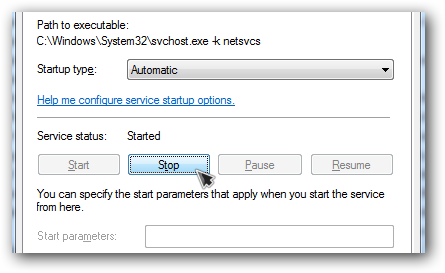 Path to executable:
C:\Windows\System32\svchost.exe -k netsvcs
Startup type: Automatic
Help me configure service startup options.
Service status: Started
Start Stop Pause Resume
You can specify the start parameters that apply when you start the service
from here.
Start parameters: